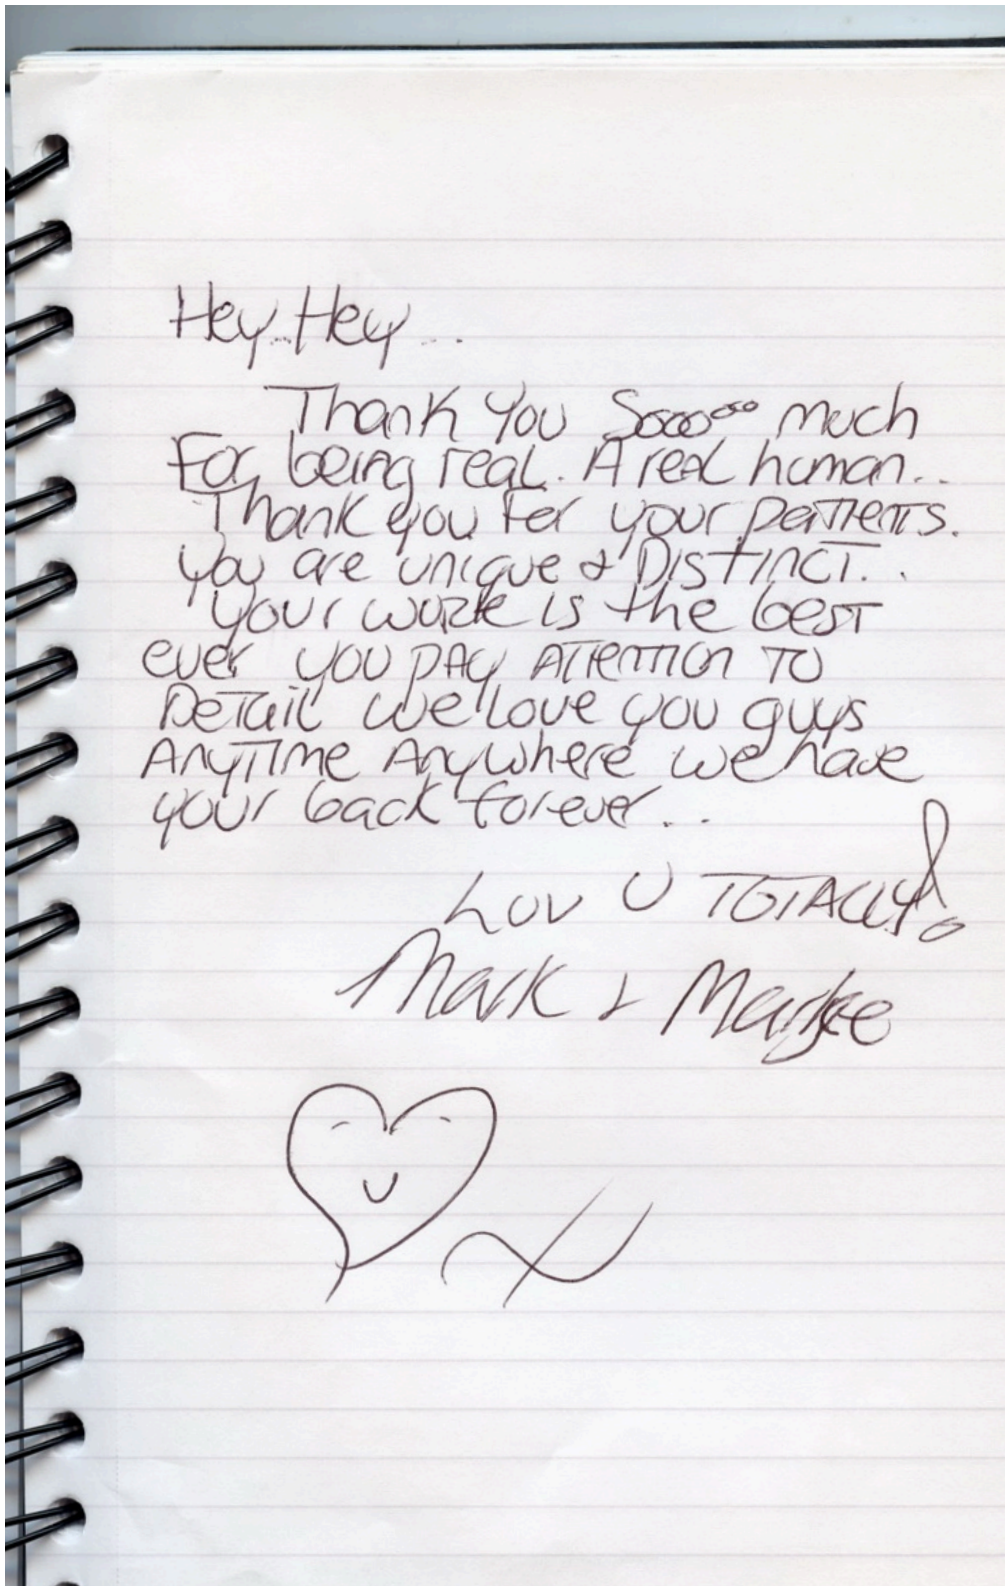 Hey.. Hey...
Thank You Soooooo much
For being real. A real human..
Thank you for your patients.
You are unique & Distinct...
Your work is the best
ever you pay Attention to
Detail we love you guys
Anytime Anywhere we have
your back forever...
Luv U Totally!
Mark &
X